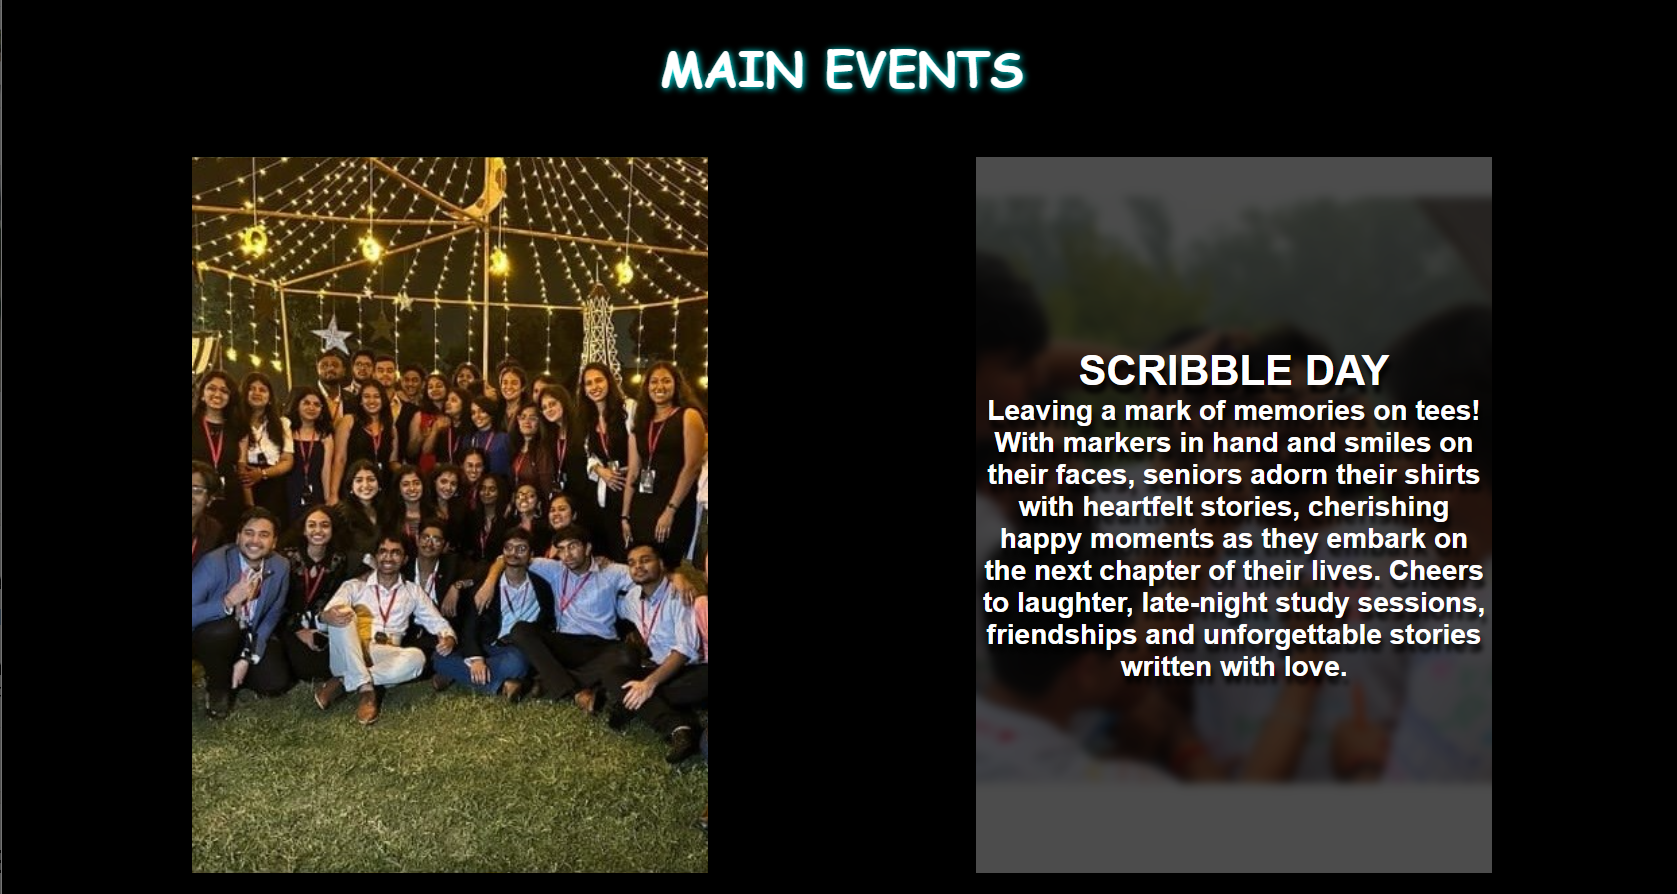 MAIN EVENTS
SCRIBBLE DAY
Leaving a mark of memories on tees!
With markers in hand and smiles on
their faces, seniors adorn their shirts
with heartfelt stories, cherishing
happy moments as they embark on
the next chapter of their lives. Cheers
to laughter, late-night study sessions,
friendships and unforgettable stories
written with love.